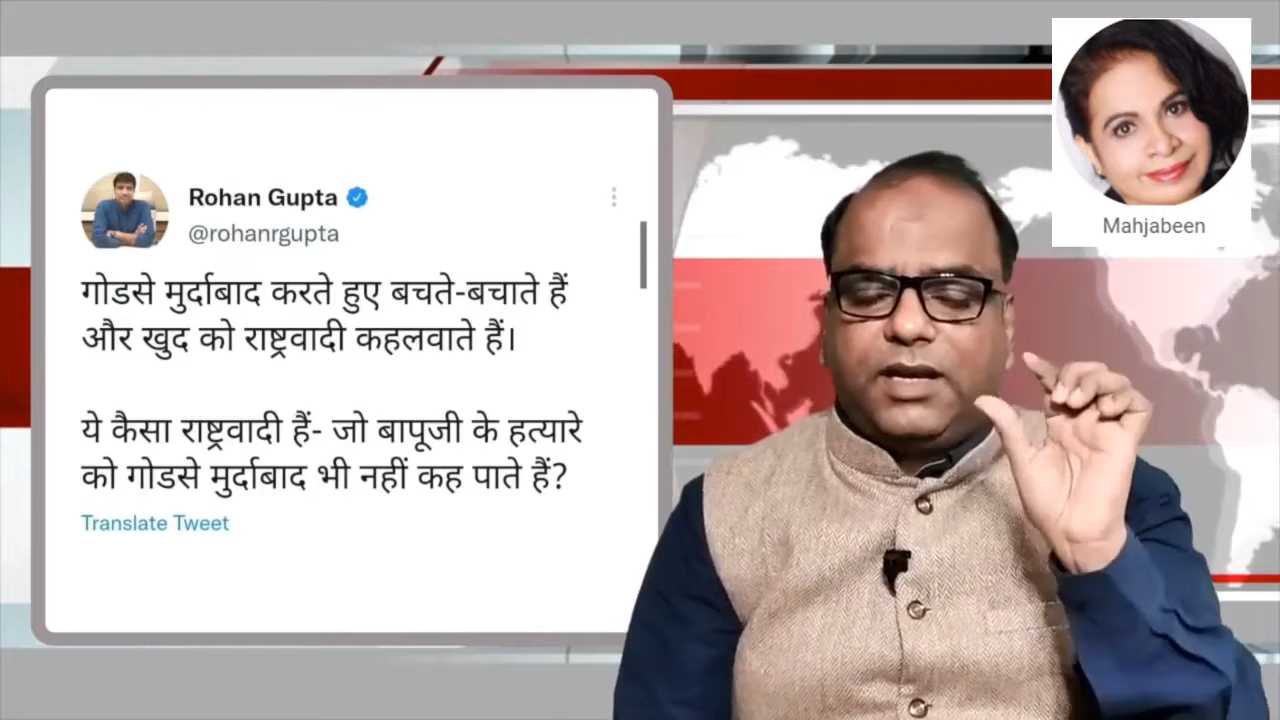 Rohan Gupta
@rohanrgupta
गोडसे मुर्दाबाद करते हुए बचते-बचाते हैं
और खुद को राष्ट्रवादी कहलवाते हैं।
ये कैसा राष्ट्रवादी हैं- जो बापूजी के हत्यारे
को गोडसे मुर्दाबाद भी नहीं कह पाते हैं?
Translate Tweet
Mahjabeen